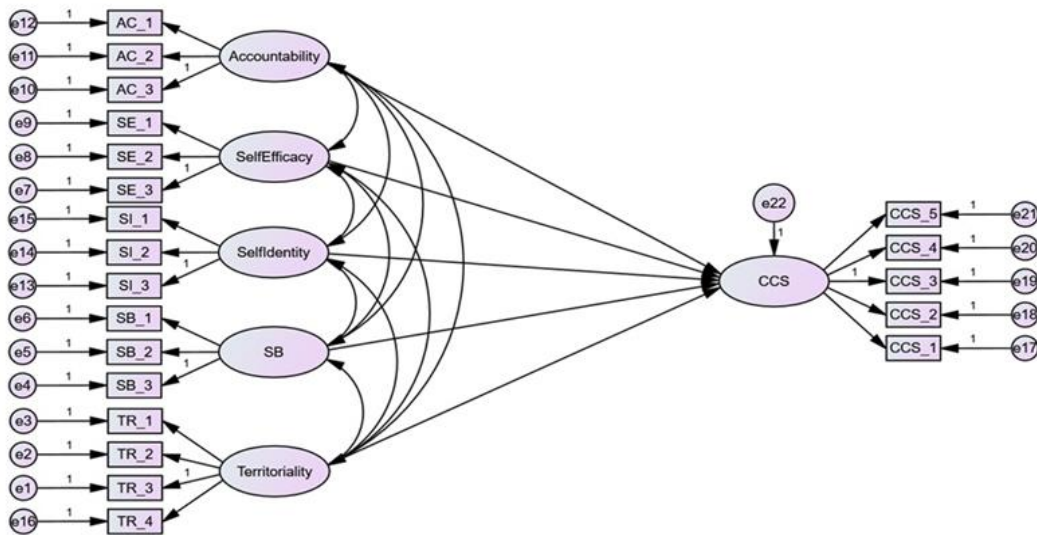 e12 1 AC_1
e11 1 AC_2
e10 1 AC_3 1
Accountability
e9 1 SE_1
e8 1 SE_2
e7 1 SE_3 1
SelfEfficacy
e15 1 SI_1
e14 1 SI_2
e13 1 SI_3 1
SelfIdentity
e6 1 SB_1
e5 1 SB_2
e4 1 SB_3 1
SB
e3 1 TR_1
e2 1 TR_2
e1 1 TR_3 1
e16 1 TR_4
Territoriality
e22
1
CCS
CCS_5 1 e21
CCS_4 1 e20
1 CCS_3 1 e19
CCS_2 1 e18
CCS_1 1 e17